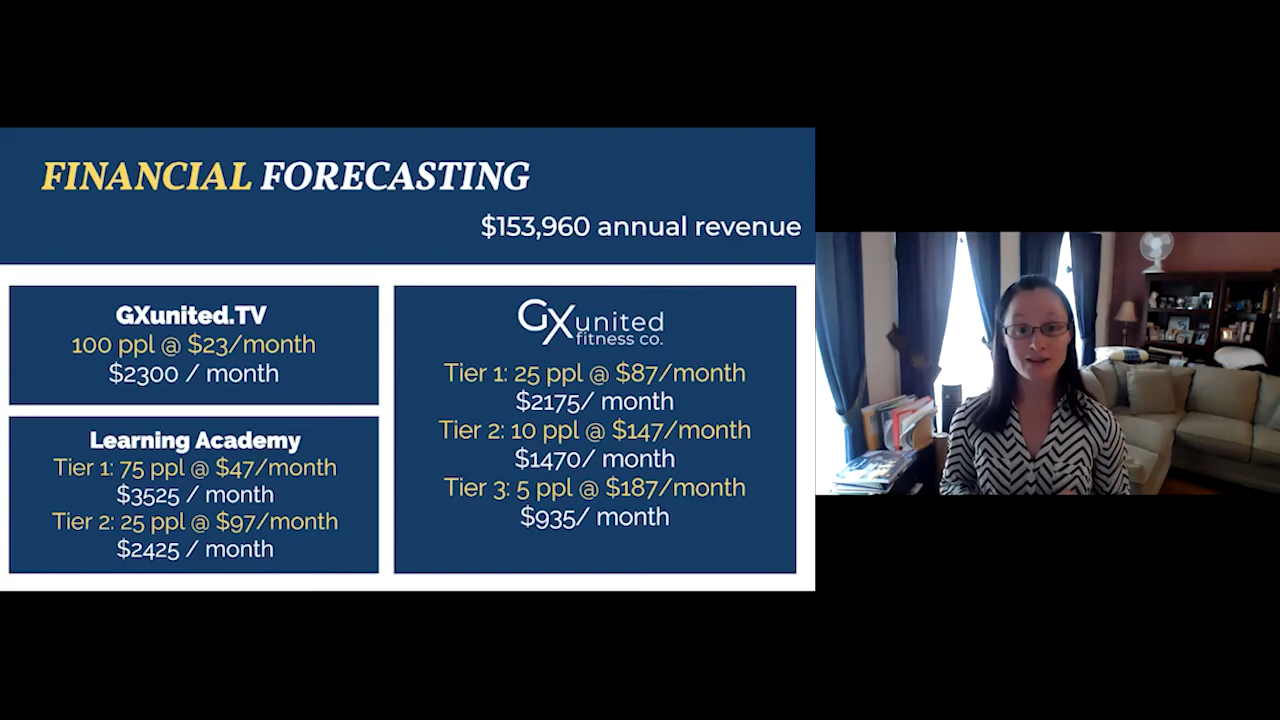 FINANCIAL FORECASTING
$153,960 annual revenue
GXunited.TV
100 ppl @ $23/month
$2300 / month
Learning Academy
Tier 1: 75 ppl @ $47/month
$3525 / month
Tier 2: 25 ppl @ $97/month
$2425 / month
GXunited
fitness co.
Tier 1: 25 ppl @ $87/month
$2175/ month
Tier 2: 10 ppl @ $147/month
$1470/ month
Tier 3: 5 ppl @ $187/month
$935/ month